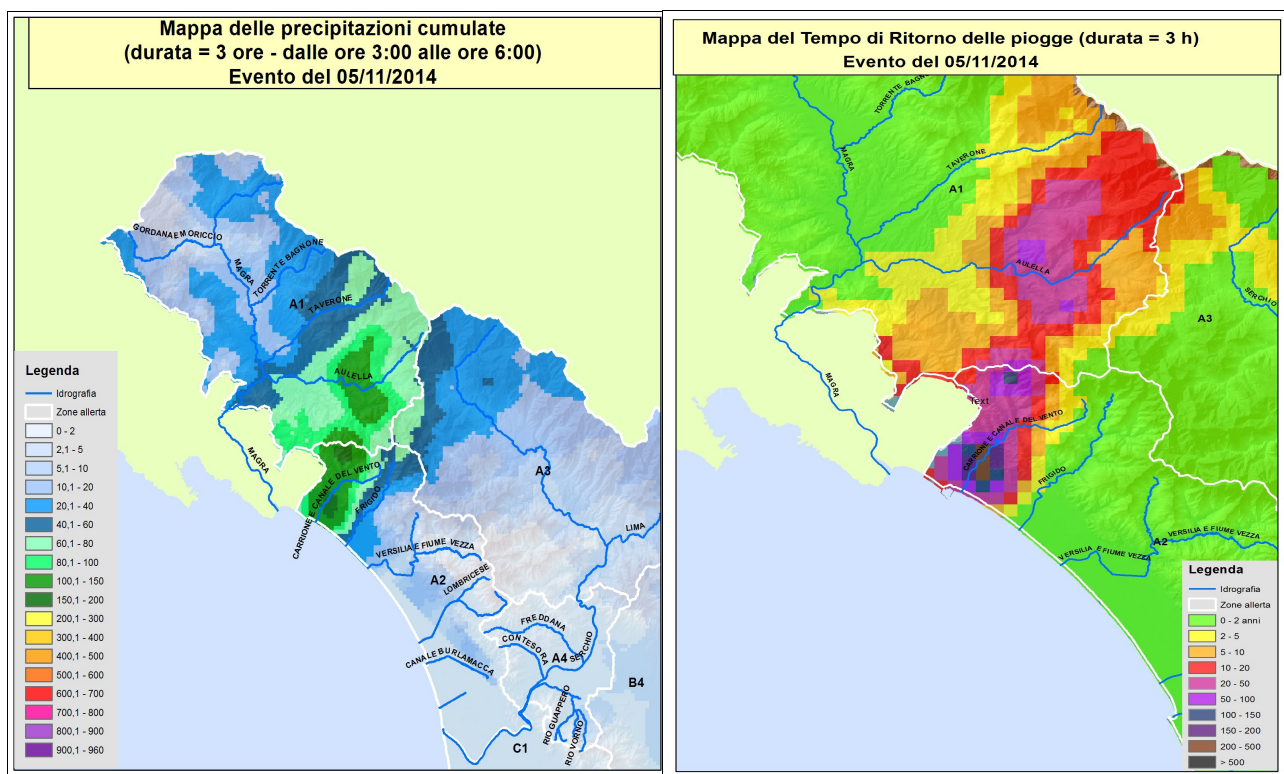 Mappa delle precipitazioni cumulate
(durata = 3 ore - dalle ore 3:00 alle ore 6:00)
Evento del 05/11/2014
GORDANA E MORICCIO
MAGRA
TORRENTE BAGNONE
A1
TAVERONE
AULELLA
MAGRA
CARRIONE E CANALE DEL VENTO
FRIGIDO
A3
LIMA
VERSILIA E FIUME VEZZA
A2
LOMBRICESE
FREDDANA
CONTESORA
A4
SERCHIO
CANALE BURLAMACCA
B4
RIO GUAPPERO
RIO VORNO
C1
Legenda
Idrografia
Zone allerta
0 - 2
2,1 - 5
5,1 - 10
10,1 - 20
20,1 - 40
40,1 - 60
60,1 - 80
80,1 - 100
100,1 - 150
150,1 - 200
200,1 - 300
300,1 - 400
400,1 - 500
500,1 - 600
600,1 - 700
700,1 - 800
800,1 - 900
900,1 - 960
Mappa del Tempo di Ritorno delle piogge (durata = 3 h)
Evento del 05/11/2014
MAGRA
TAVERONE
A1
AULELLA
SERCHIO
A3
MAGRA
Text
CARRIONE E CANALE DEL VENTO
FRIGIDO
A2
VERSILIA E FIUME VEZZA
VERSILIA E FIUME VEZZA
Legenda
Idrografia
Zone allerta
0 - 2 anni
2 - 5
5 - 10
10 - 20
20 - 50
50 - 100
100 - 150
150 - 200
200 - 500
> 500